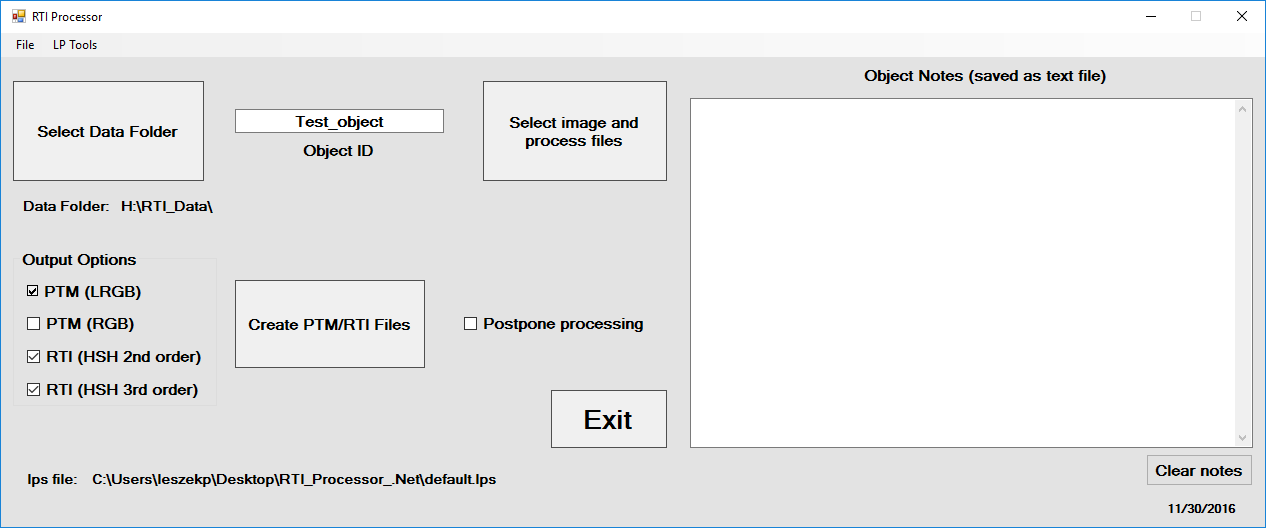 RTI Processor
File LP Tools
Select Data Folder
Test_object
Object ID
Select image and
process files
Object Notes (saved as text file)
Data Folder: H:\RTI_Data\
Output Options
PTM (LRGB)
PTM (RGB)
RTI (HSH 2nd order)
RTI (HSH 3rd order)
Create PTM/RTI Files
Postpone processing
Exit
lps file: C:\Users\leszekp\Desktop\RTI_Processor_.Net\default.lps
Clear notes
11/30/2016